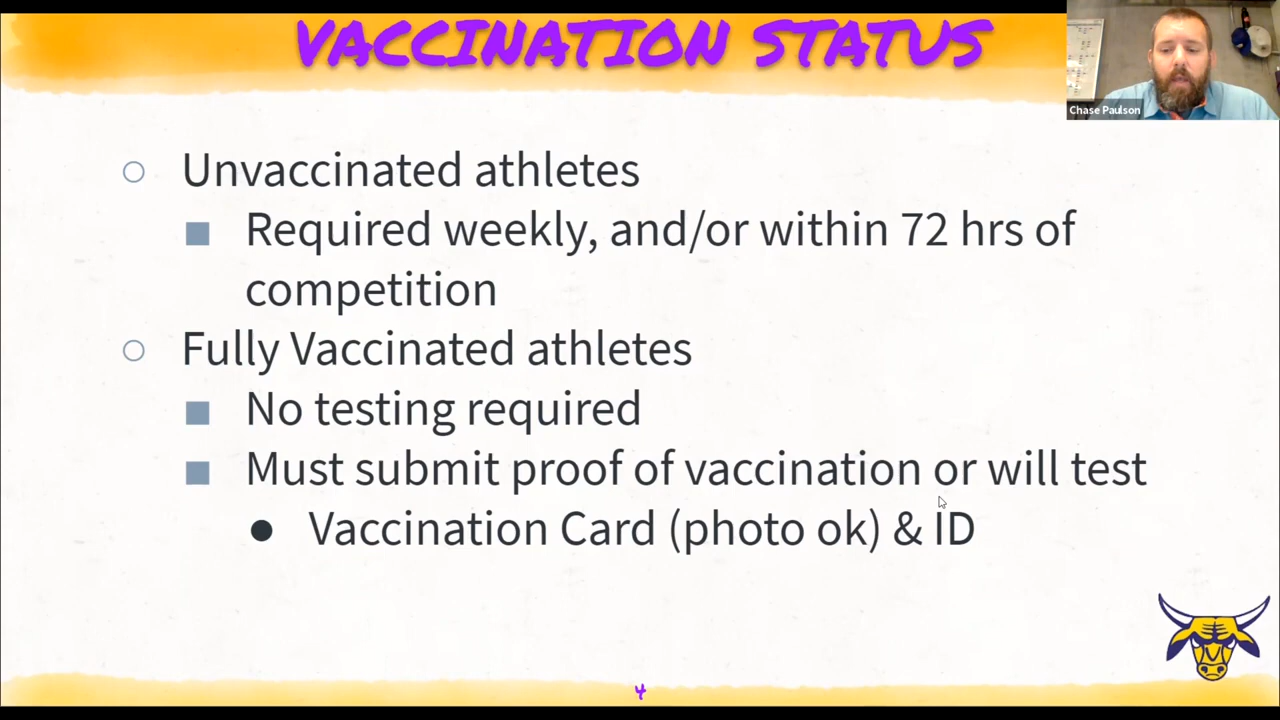 VACCINATION STATUS
Chase Paulson
○ Unvaccinated athletes
■ Required weekly, and/or within 72 hrs of
competition
○ Fully Vaccinated athletes
■ No testing required
■ Must submit proof of vaccination or will test
● Vaccination Card (photo ok) & ID
4